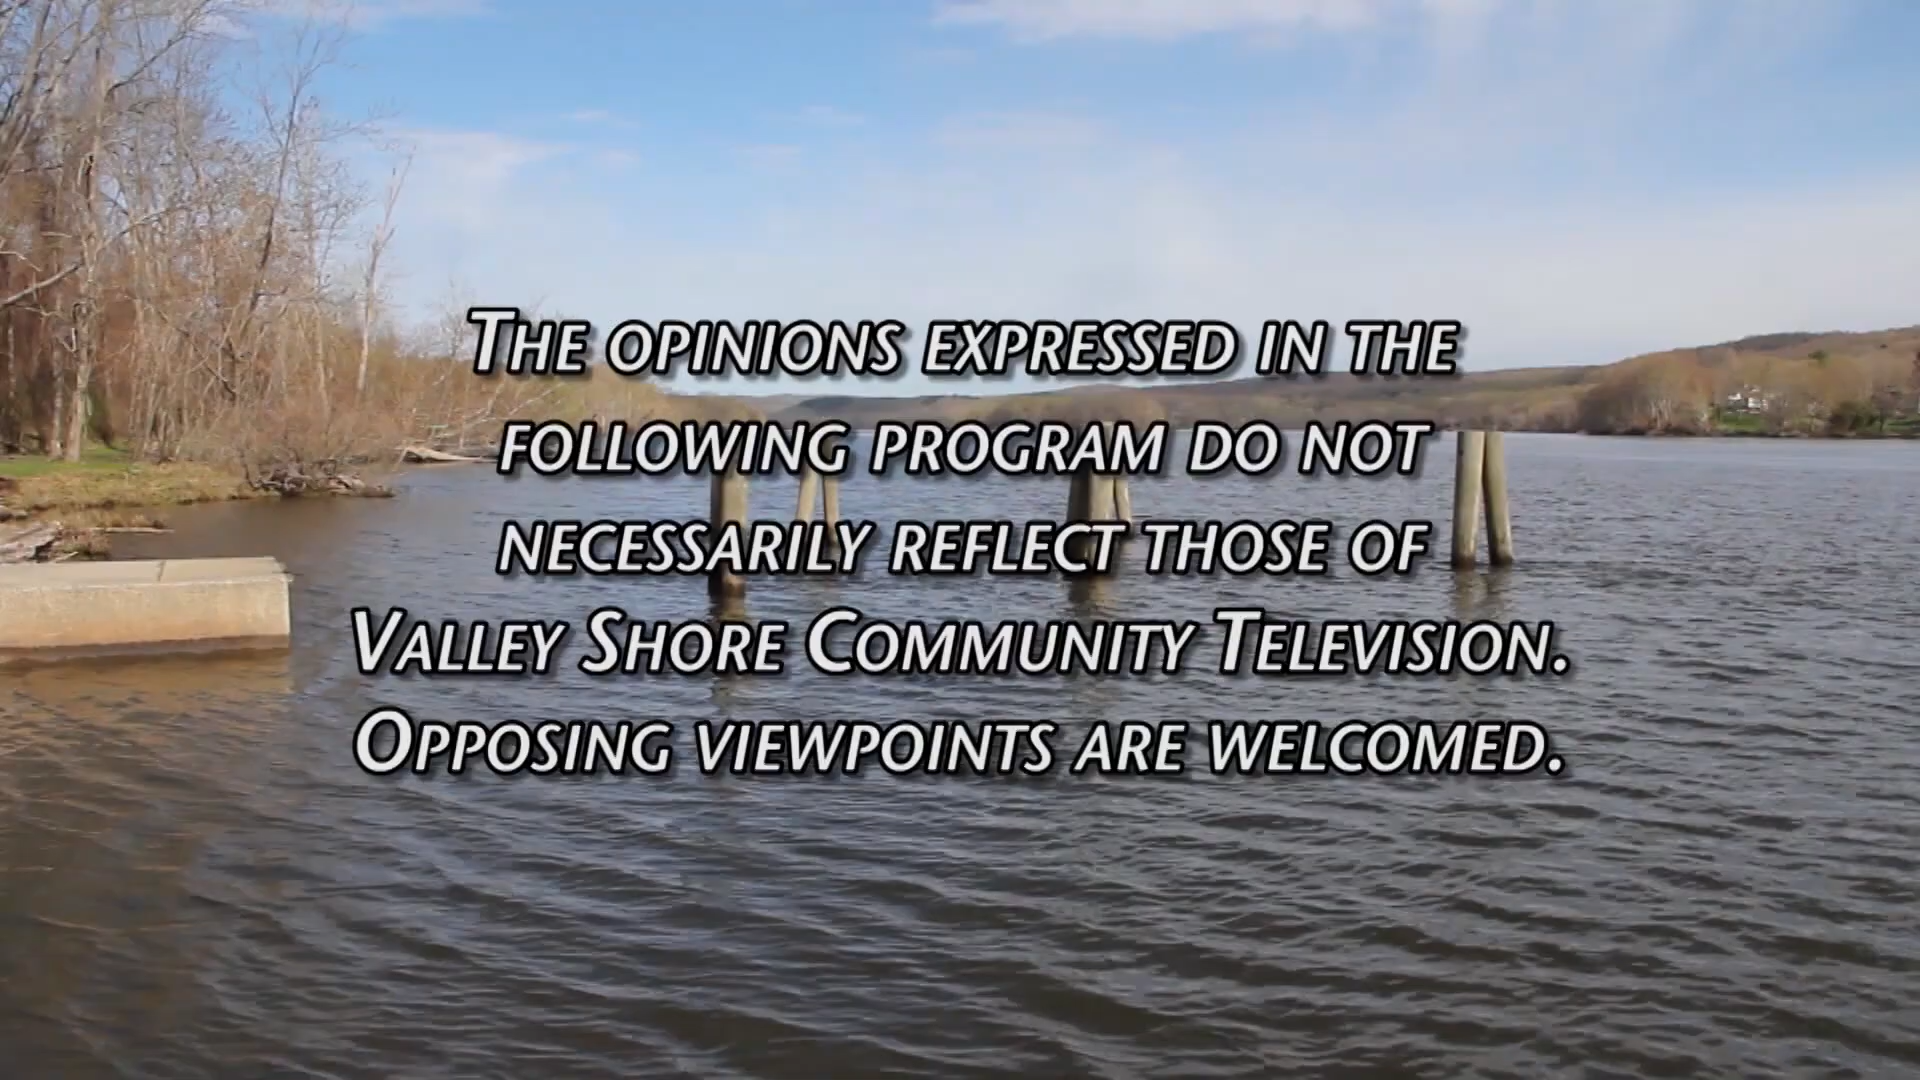 The opinions expressed in the
following program do not
necessarily reflect those of
Valley Shore Community Television.
Opposing viewpoints are welcomed.